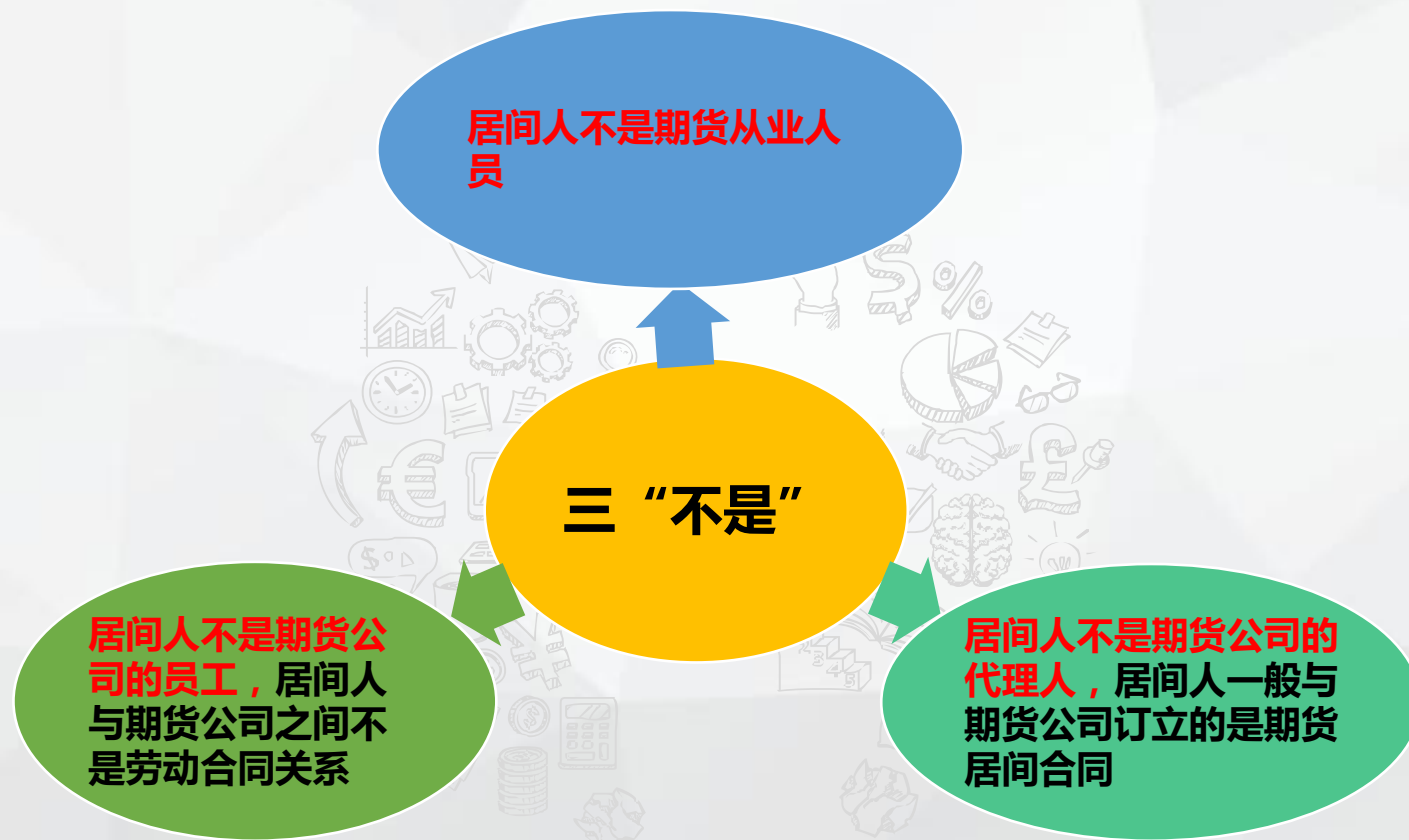 居间人不是期货从业人
员
三“不是”
居间人不是期货公
司的员工，居间人
与期货公司之间不
是劳动合同关系
居间人不是期货公司的
代理人，居间人一般与
期货公司订立的是期货
居间合同